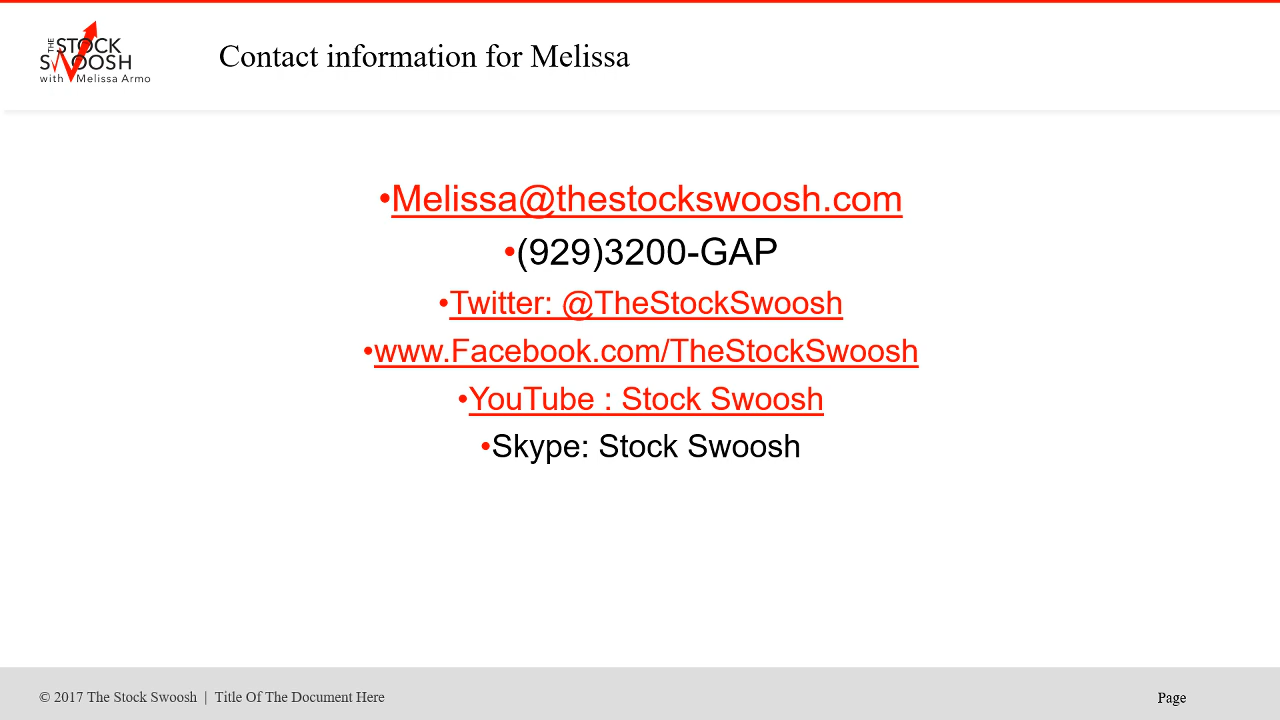 THE STOCK
SWOOSH
with Melissa Armo
Contact information for Melissa
•Melissa@thestockswoosh.com
•(929)3200-GAP
•Twitter: @TheStockSwoosh
•www.Facebook.com/TheStockSwoosh
•YouTube : Stock Swoosh
•Skype: Stock Swoosh
© 2017 The Stock Swoosh | Title Of The Document Here
Page